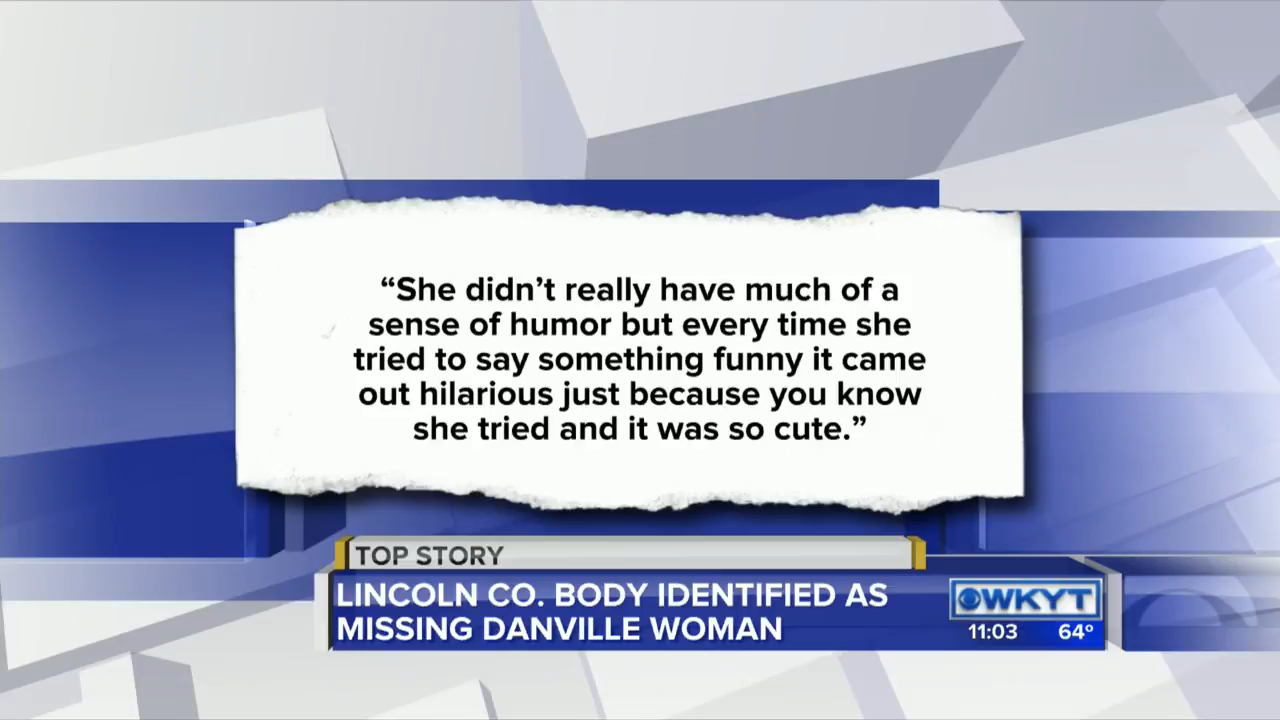 “She didn’t really have much of a
sense of humor but every time she
tried to say something funny it came
out hilarious just because you know
she tried and it was so cute.”
TOP STORY
LINCOLN CO. BODY IDENTIFIED AS
MISSING DANVILLE WOMAN
WKYT
11:03 64°